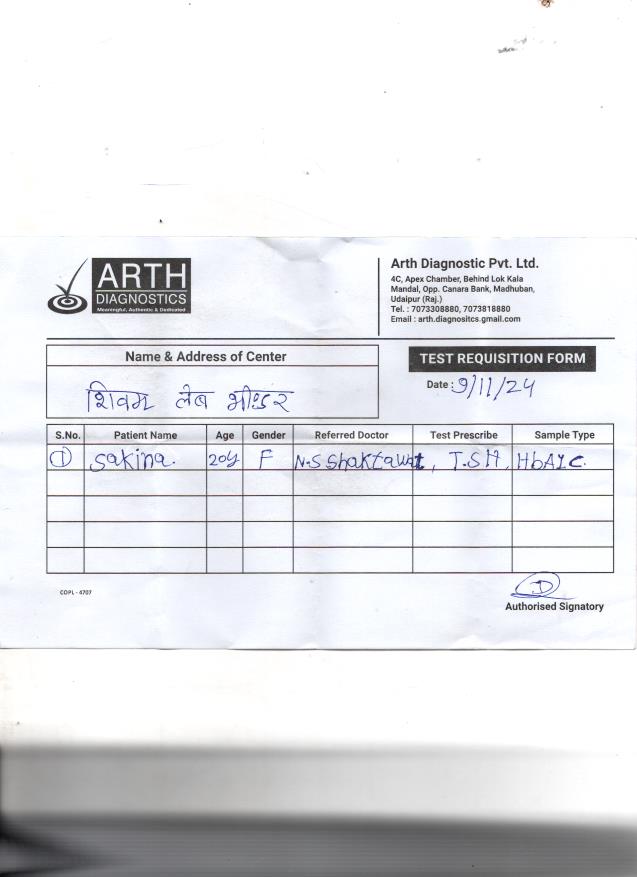 ARTH
DIAGNOSTICS
Meaningful, Authentic & Dedicated
Arth Diagnostic Pvt. Ltd.
4C, Apex Chamber, Behind Lok Kala
Mandal, Opp. Canara Bank, Madhuban,
Udaipur (Raj.)
Tel. : 7073308880, 7073818880
Email : arth.diagnositcs.gmail.com
Name & Address of Center
शिवम लेब भीण्डर
TEST REQUISITION FORM
Date : 9/11/24
S.No. Patient Name Age Gender Referred Doctor Test Prescribe Sample Type
1 Sakina. 20y F N.S Shaktawat, T.S.H, HbA1C.
COPL - 4707
Authorised Signatory